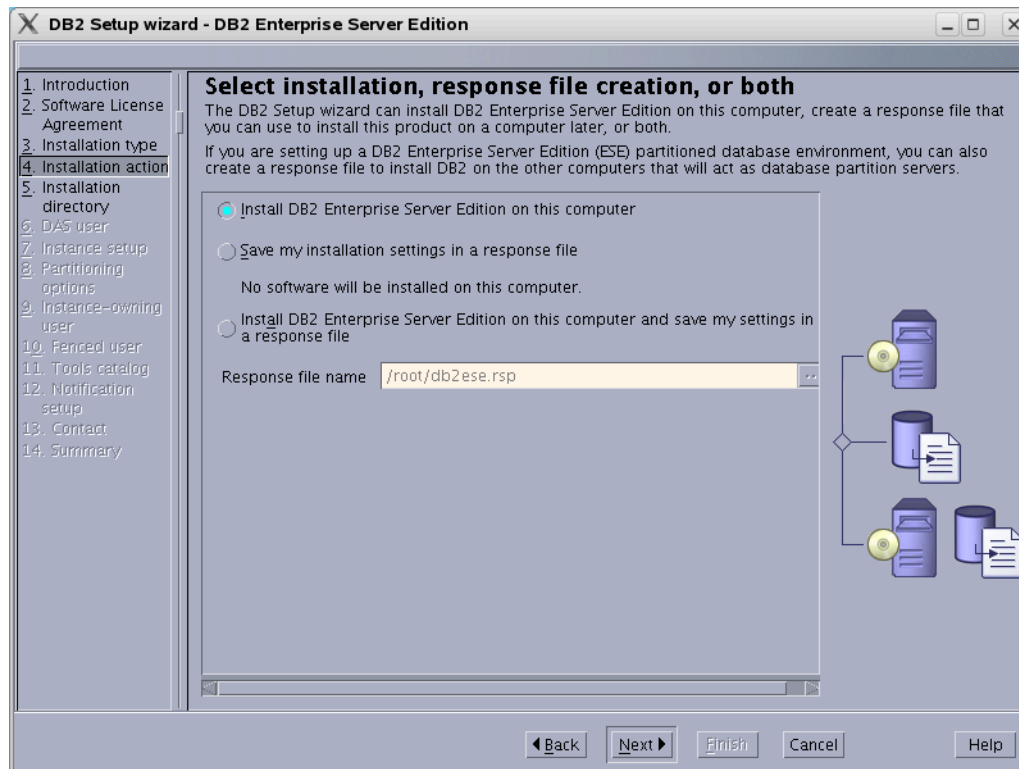 DB2 Setup wizard - DB2 Enterprise Server Edition
1. Introduction
2. Software License
Agreement
3. Installation type
4. Installation action
5. Installation
directory
6. DAS user
7. Instance setup
8. Partitioning
options
9. Instance-owning
user
10. Fenced user
11. Tools catalog
12. Notification
setup
13. Contact
14. Summary
Select installation, response file creation, or both
The DB2 Setup wizard can install DB2 Enterprise Server Edition on this computer, create a response file that
you can use to install this product on a computer later, or both.
If you are setting up a DB2 Enterprise Server Edition (ESE) partitioned database environment, you can also
create a response file to install DB2 on the other computers that will act as database partition servers.
Install DB2 Enterprise Server Edition on this computer
Save my installation settings in a response file
No software will be installed on this computer.
Install DB2 Enterprise Server Edition on this computer and save my settings in
a response file
Response file name /root/db2ese.rsp ..
Back Next Finish Cancel Help